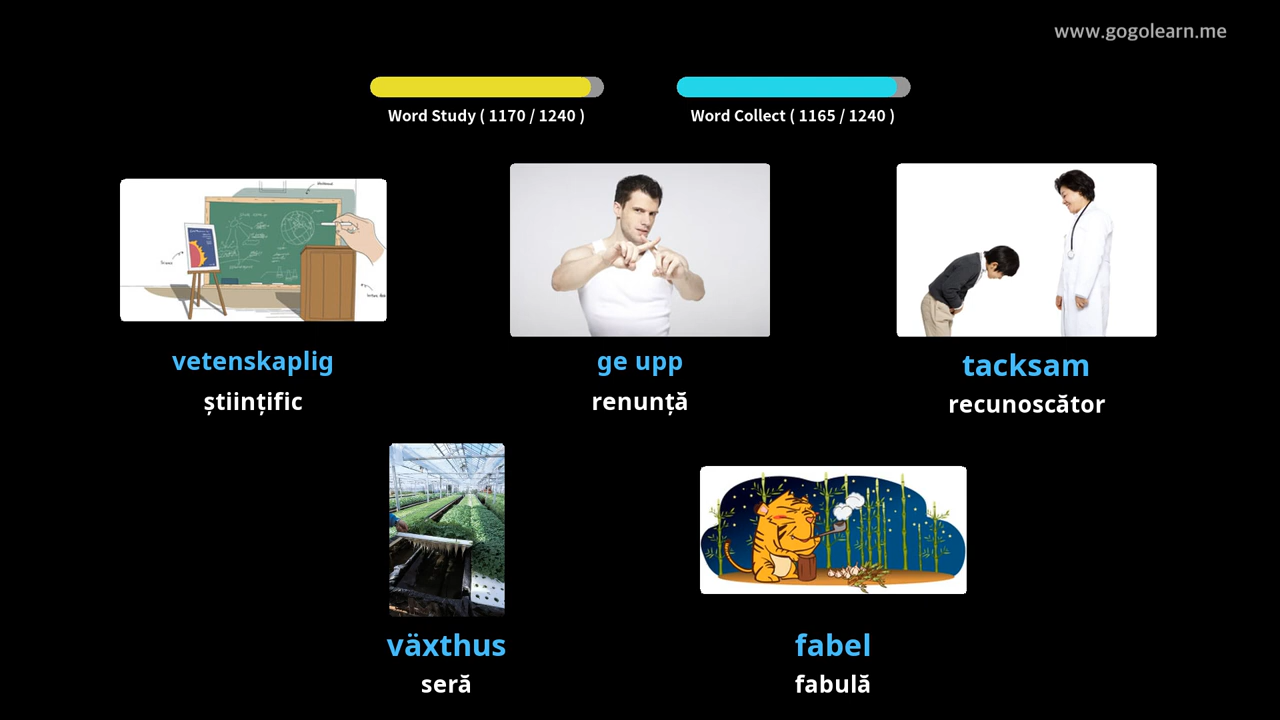 www.gogolearn.me
Word Study ( 1170 / 1240 )
Word Collect ( 1165 / 1240 )
vetenskaplig
științific
ge upp
renunță
tacksam
recunoscător
växthus
seră
fabel
fabulă